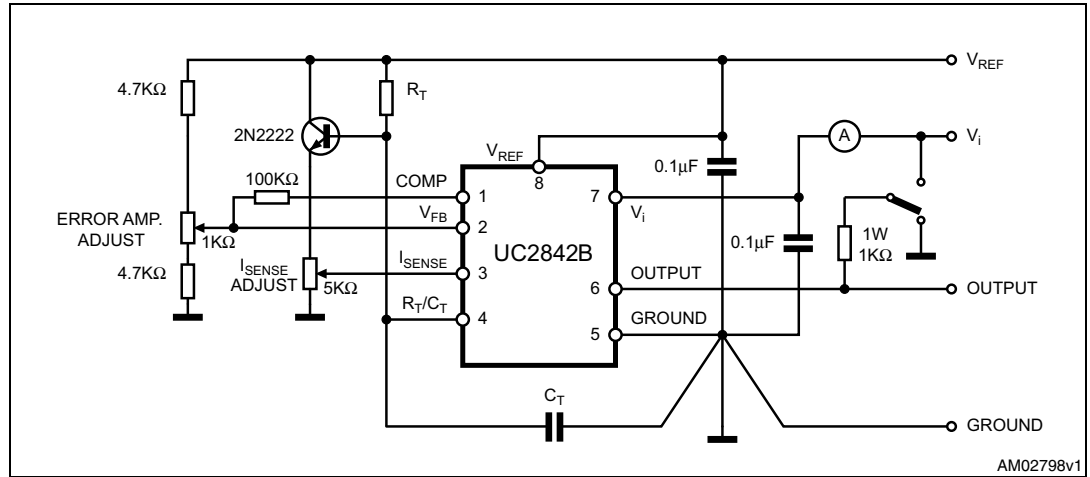 4.7KΩ
R_T
V_REF
2N2222
A
V_i
V_REF
8
0.1µF
100KΩ
COMP
1
7
V_i
ERROR AMP.
ADJUST
1KΩ
V_FB
2
UC2842B
0.1µF
1W
1KΩ
4.7KΩ
I_SENSE
ADJUST
5KΩ
I_SENSE
3
OUTPUT
6
OUTPUT
R_T/C_T
4
GROUND
5
C_T
GROUND
AM02798v1